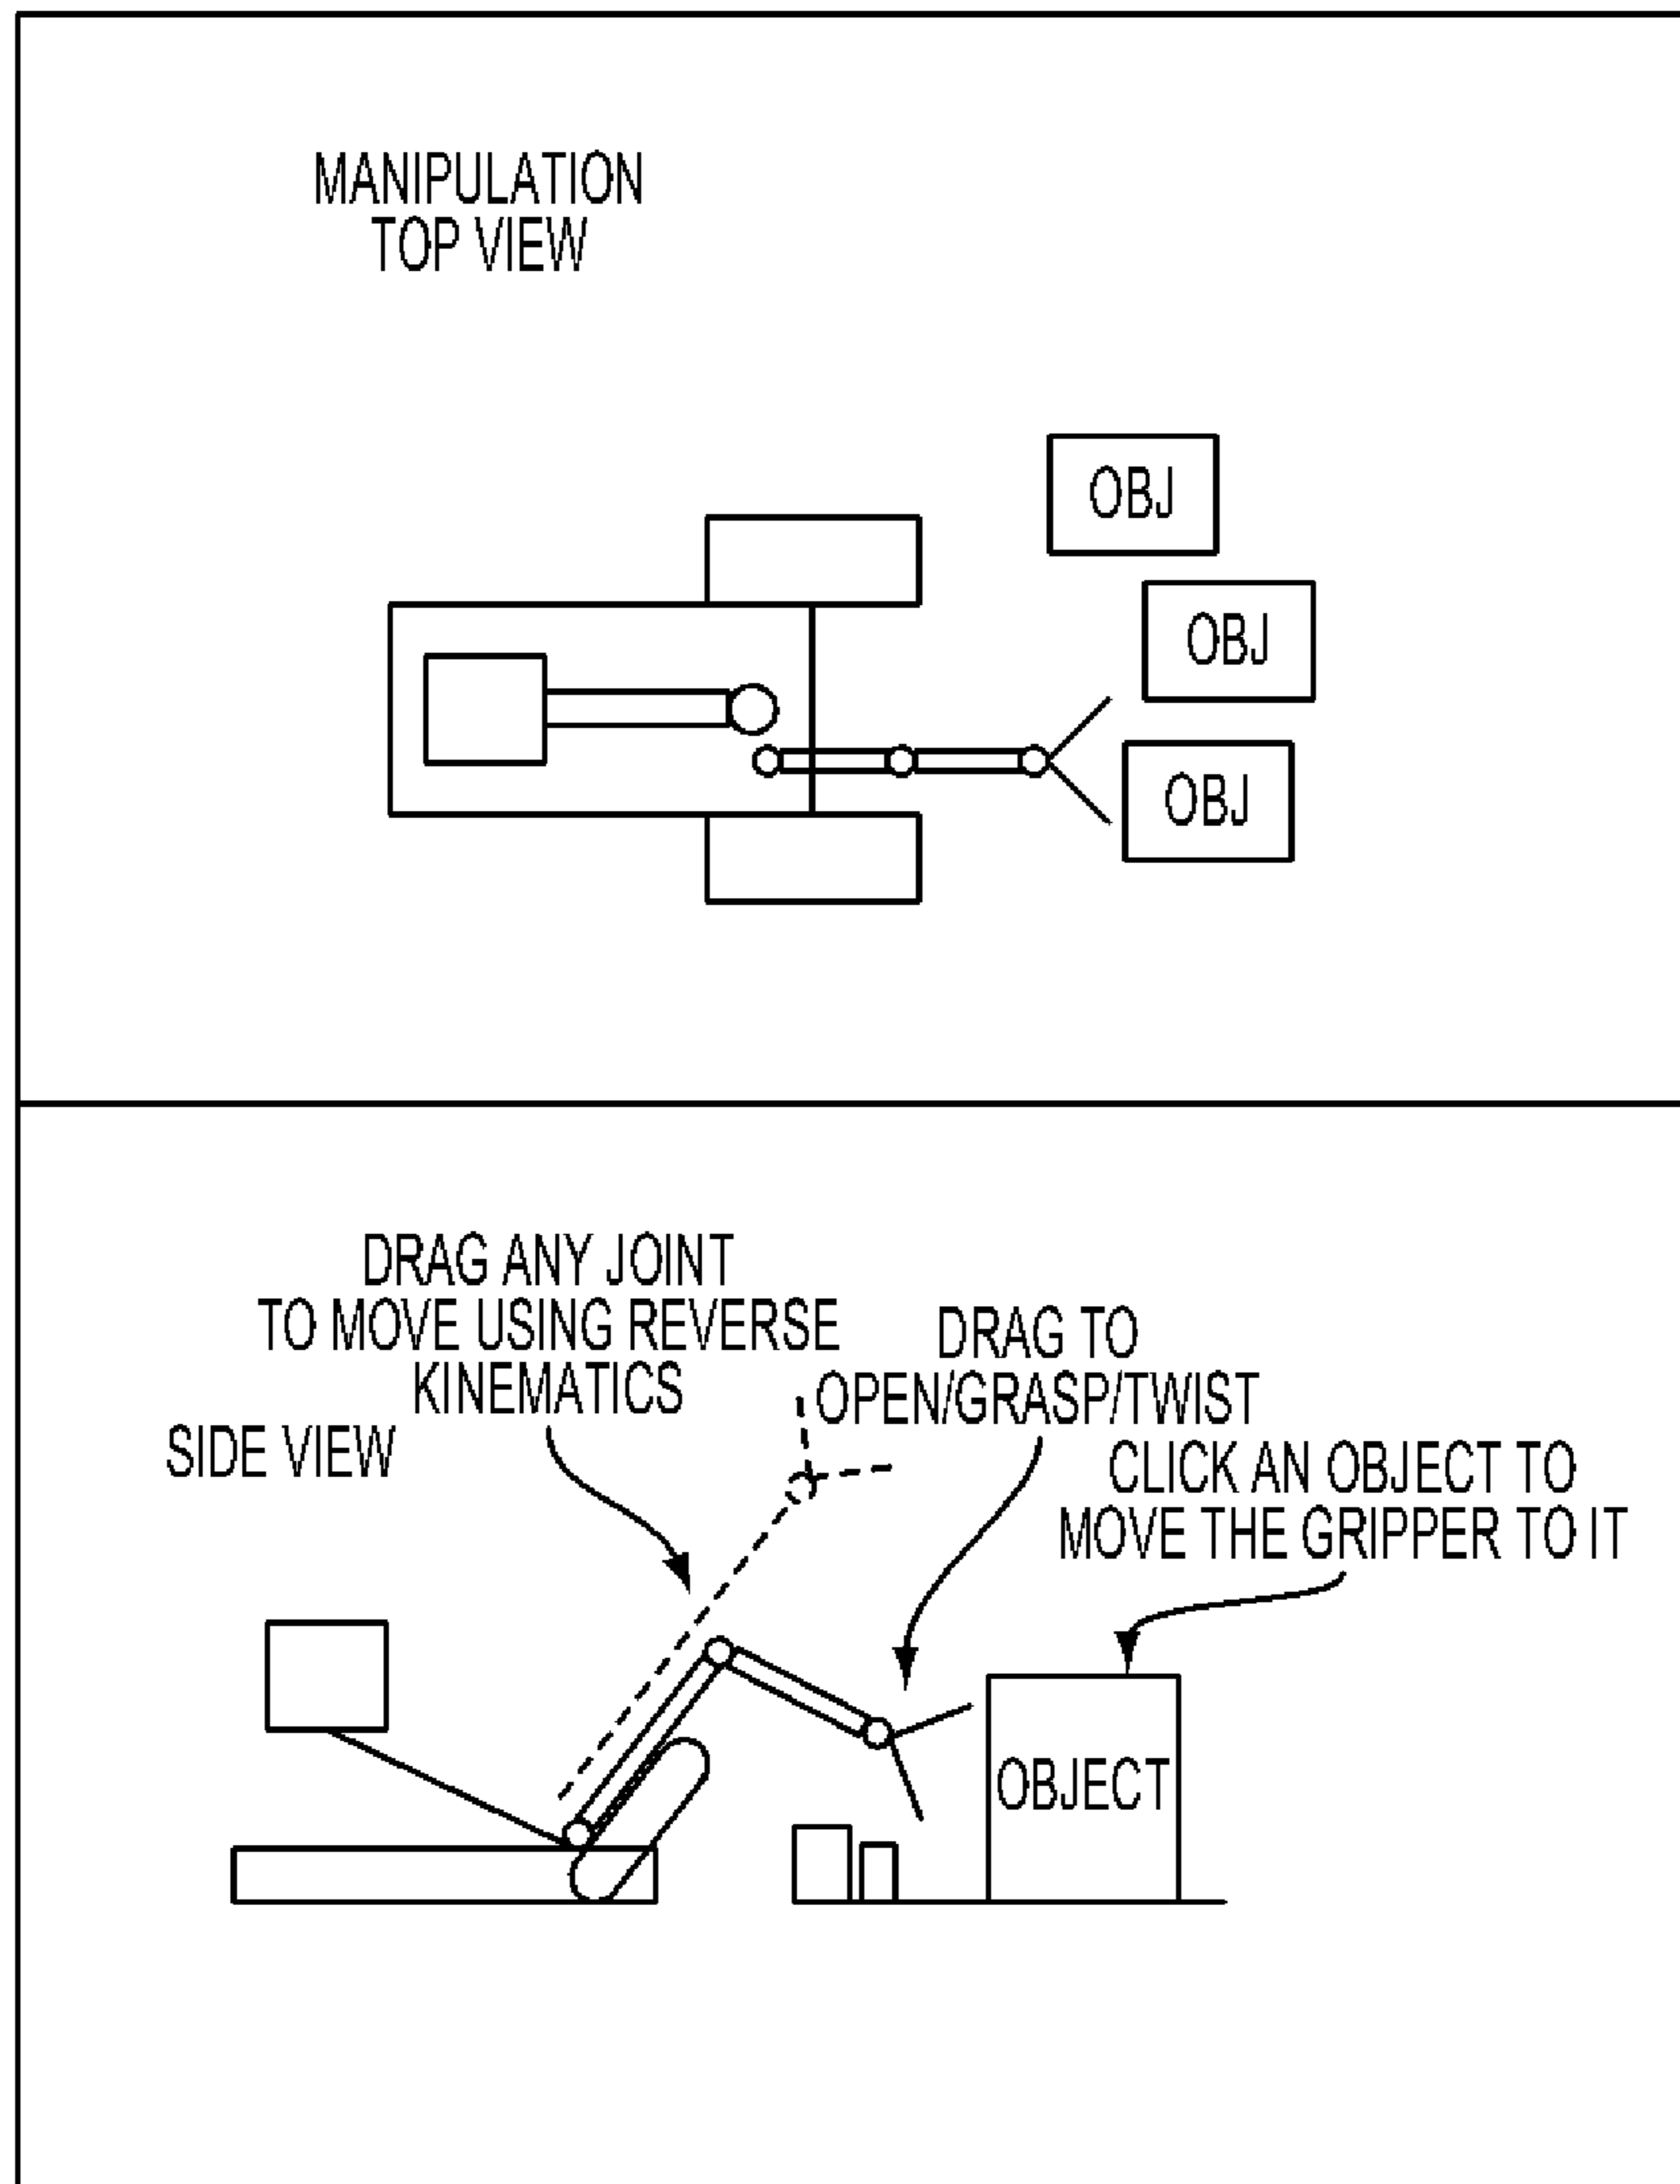 MANIPULATION
TOP VIEW
OBJ
OBJ
OBJ
DRAG ANY JOINT
TO MOVE USING REVERSE
KINEMATICS
SIDE VIEW
DRAG TO
OPEN/GRASP/TWIST
CLICK AN OBJECT TO
MOVE THE GRIPPER TO IT
OBJECT